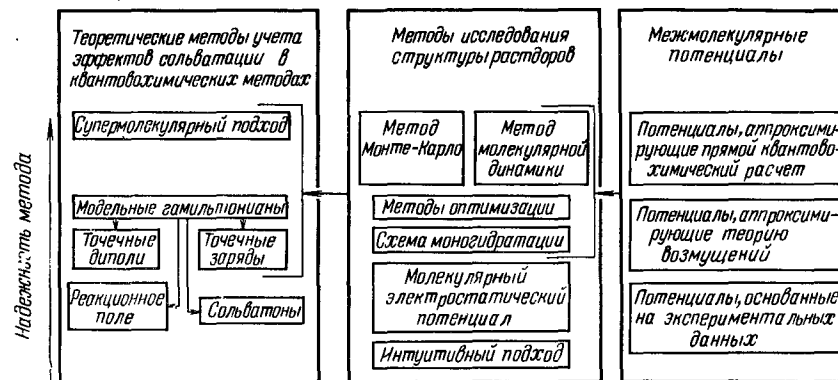 Надежность метода
Теоретические методы учета
эффектов сольватации в
квантовохимических методах
Супермолекулярный подход
Модельные гамильтонианы
Точечные
диполи
Точечные
заряды
Реакционное
поле
Сольватоны
Методы исследования
структуры растдоров
Метод
Монте-Карло
Метод
молекулярной
динамики
Методы оптимизации
Схема моногидратации
Молекулярный
электростатический
потенциал
Интуитивный подход
Межмолекулярные
потенциалы
Потенциалы, аппроксими-
рующие прямой квантово-
химический расчет
Потенциалы, аппроксими-
рующие теорию
возмущений
Потенциалы, основанные
на экспериментальных
данных